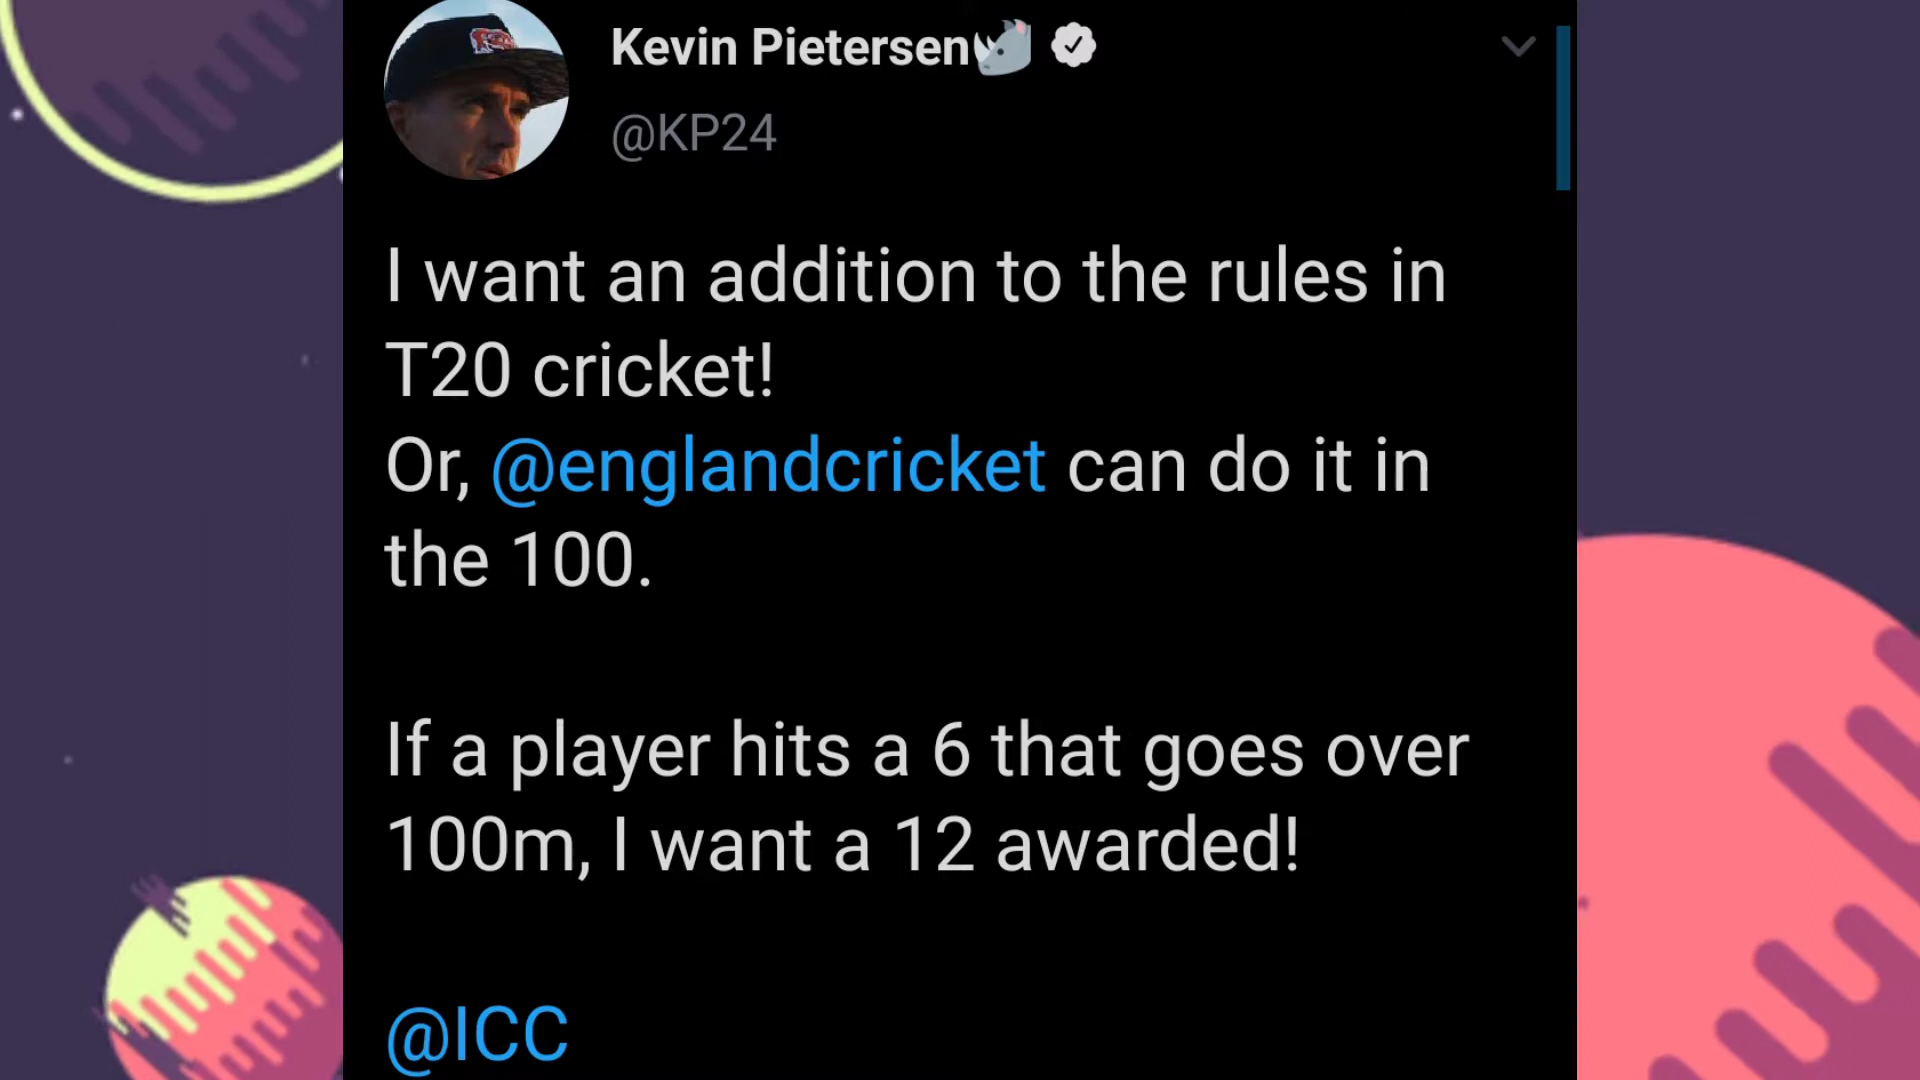 Kevin Pietersen🦏
@KP24
I want an addition to the rules in
T20 cricket!
Or, @englandcricket can do it in
the 100.
If a player hits a 6 that goes over
100m, I want a 12 awarded!
@ICC